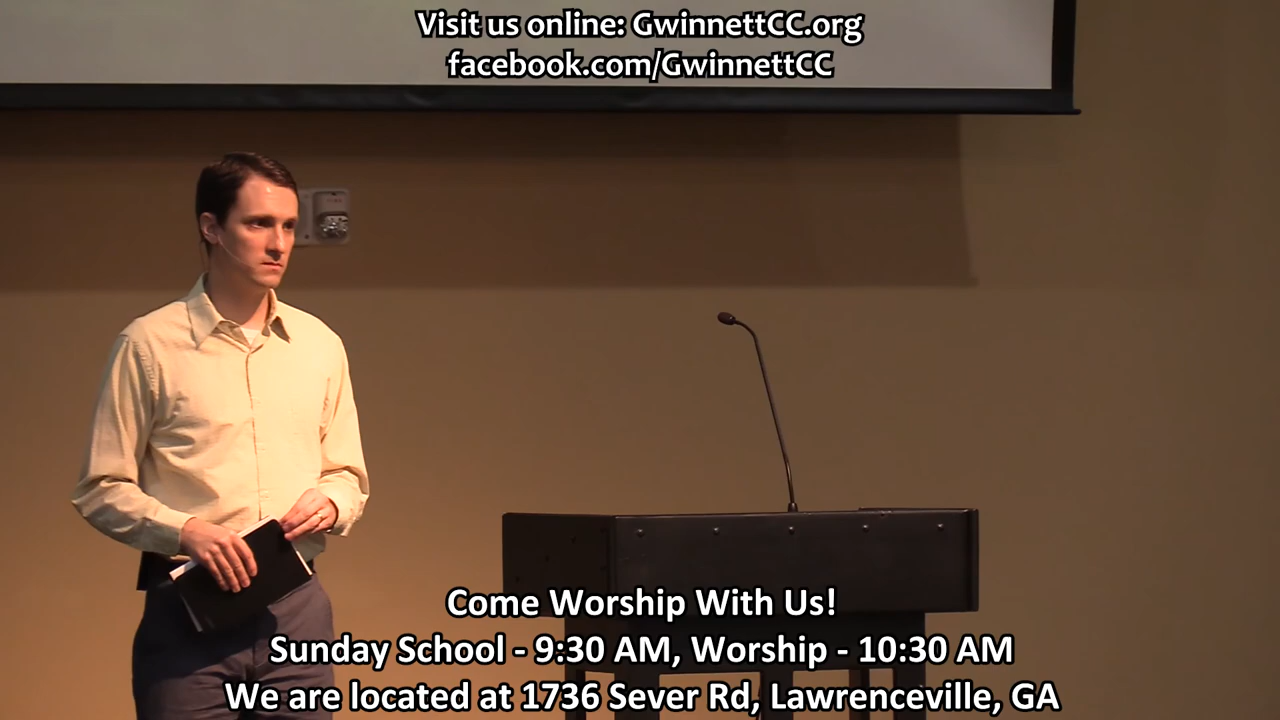 Visit us online: GwinnettCC.org
facebook.com/GwinnettCC
Come Worship With Us!
Sunday School - 9:30 AM, Worship - 10:30 AM
We are located at 1736 Sever Rd, Lawrenceville, GA